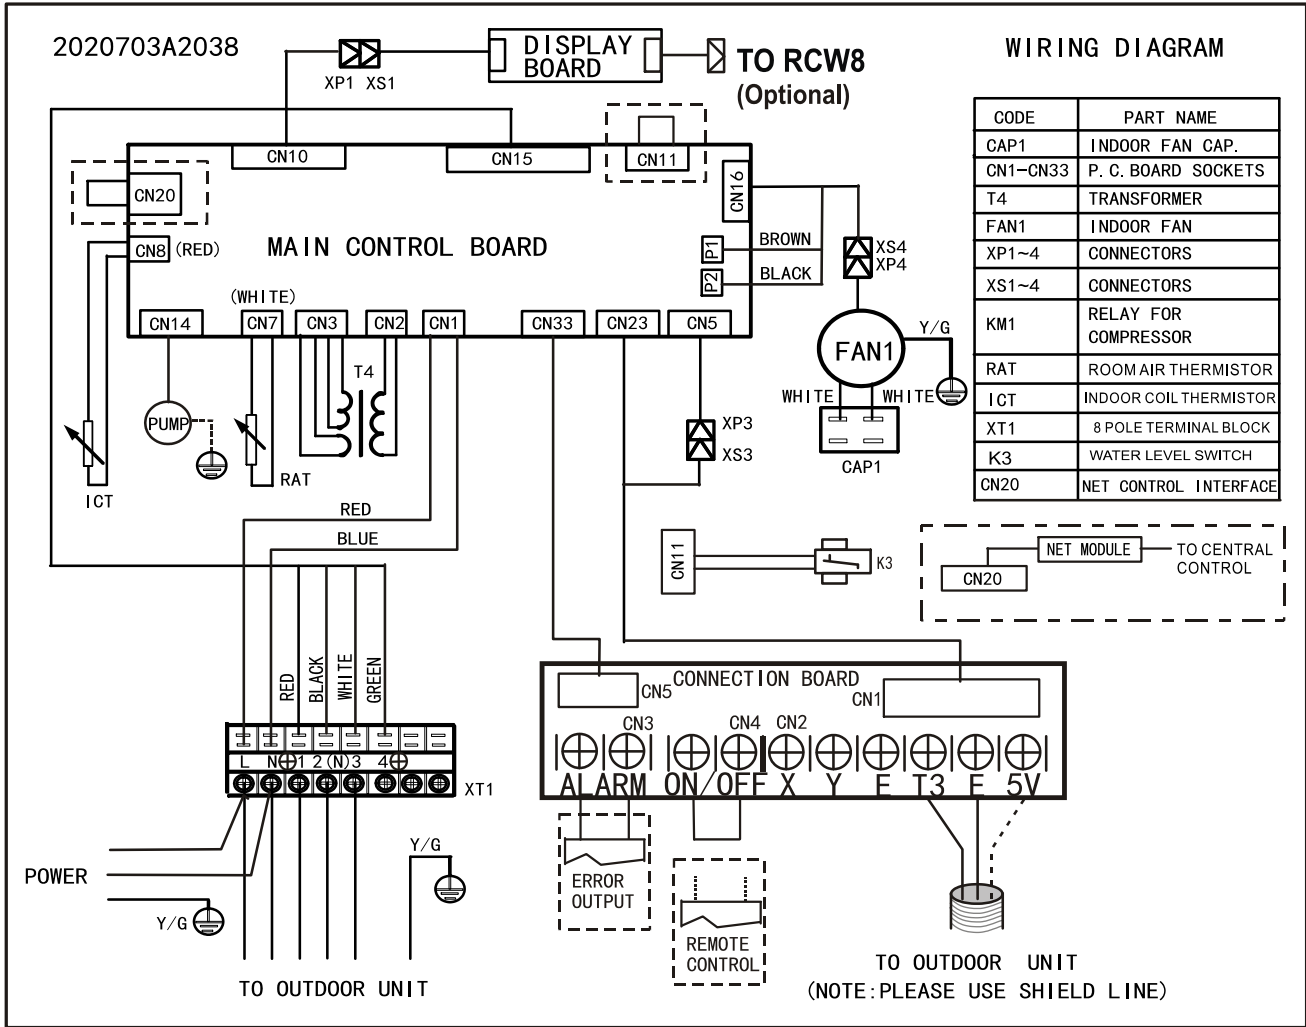 2020703A2038
XP1 XS1
DISPLAY
BOARD
TO RCW8
(Optional)
WIRING DIAGRAM
CODE PART NAME
CAP1 INDOOR FAN CAP.
CN1-CN33 P.C.BOARD SOCKETS
T4 TRANSFORMER
FAN1 INDOOR FAN
XP1~4 CONNECTORS
XS1~4 CONNECTORS
KM1 RELAY FOR
COMPRESSOR
RAT ROOM AIR THERMISTOR
ICT INDOOR COIL THERMISTOR
XT1 8 POLE TERMINAL BLOCK
K3 WATER LEVEL SWITCH
CN20 NET CONTROL INTERFACE
CN10 CN15 CN11
CN20
CN16
CN8 (RED)
MAIN CONTROL BOARD
P1 BROWN
P2 BLACK
XS4
XP4
(WHITE)
CN14 CN7 CN3 CN2 CN1 CN33 CN23 CN5
FAN1
Y/G
T4
WHITE WHITE
CAP1
PUMP
XP3
XS3
ICT
RAT
RED
BLUE
CN11
K3
CN20
NET MODULE
TO CENTRAL
CONTROL
RED BLACK WHITE GREEN
L N 1 2(N)3 4
XT1
CONNECTION BOARD
CN5
CN1
CN3 CN4 CN2
ALARM ON/OFF X Y E T3 E 5V
Y/G
POWER
Y/G
TO OUTDOOR UNIT
ERROR
OUTPUT
REMOTE
CONTROL
TO OUTDOOR UNIT
(NOTE:PLEASE USE SHIELD LINE)